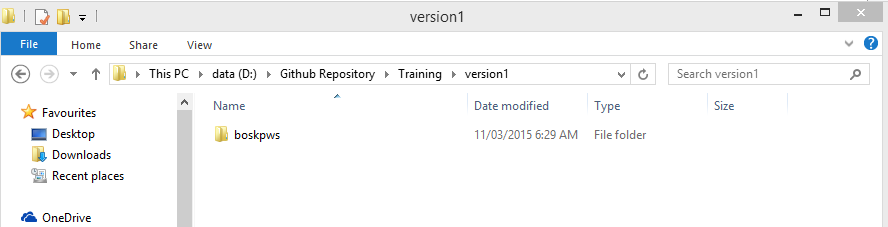 version1
File Home Share View
This PC data (D:) Github Repository Training version1 Search version1
Name Date modified Type Size
Favourites
boskpws 11/03/2015 6:29 AM File folder
Desktop
Downloads
Recent places
OneDrive